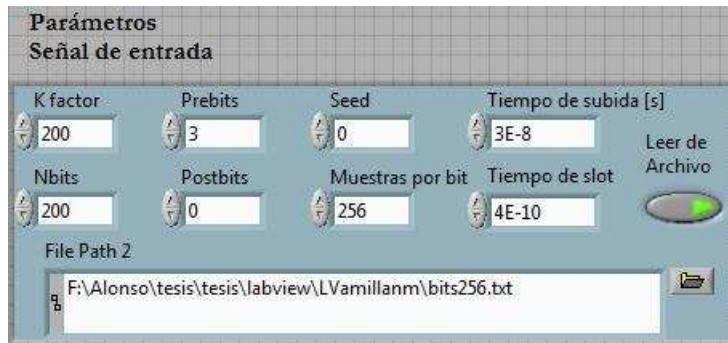 Parámetros
Señal de entrada
K factor Prebits Seed Tiempo de subida [s]
200 3 0 3E-8
Leer de
Archivo
Nbits Postbits Muestras por bit Tiempo de slot
200 0 256 4E-10
File Path 2
F:\Alonso\tesis\tesis\labview\LVamillanm\bits256.txt